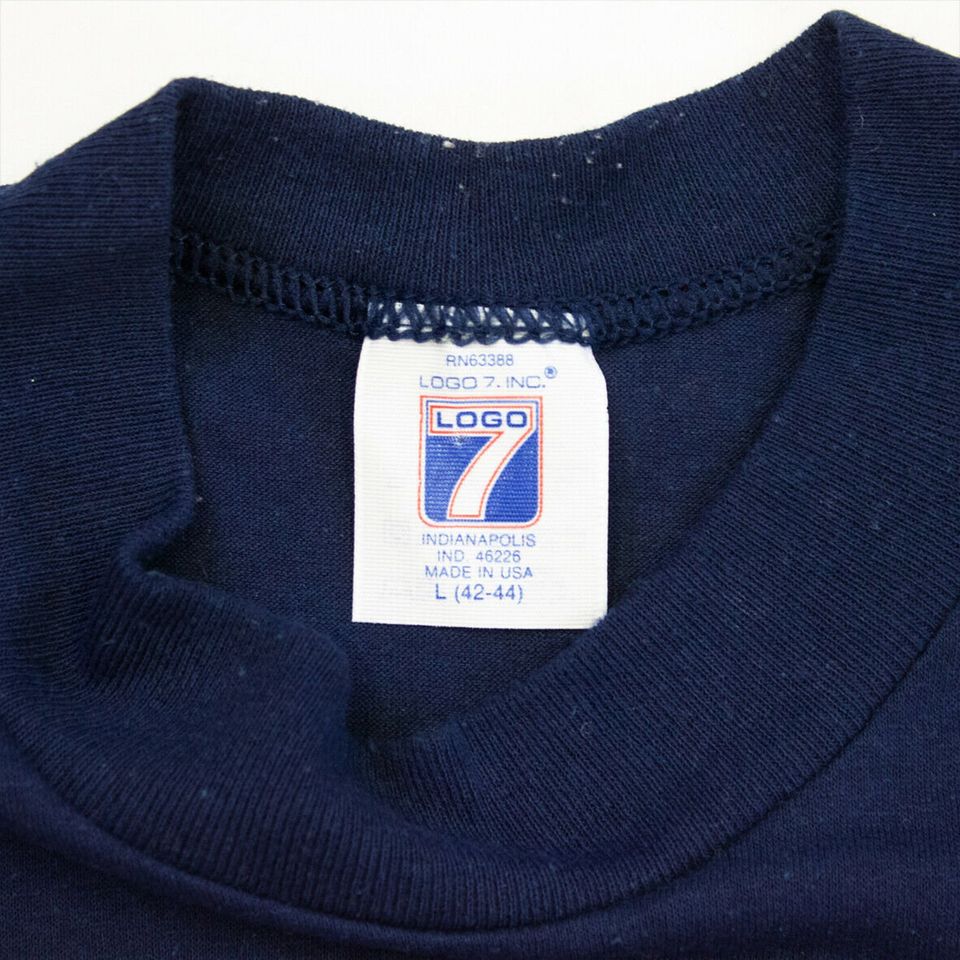 RN63388
LOGO 7. INC.®
LOGO
7
INDIANAPOLIS
IND. 46226
MADE IN USA
L (42-44)